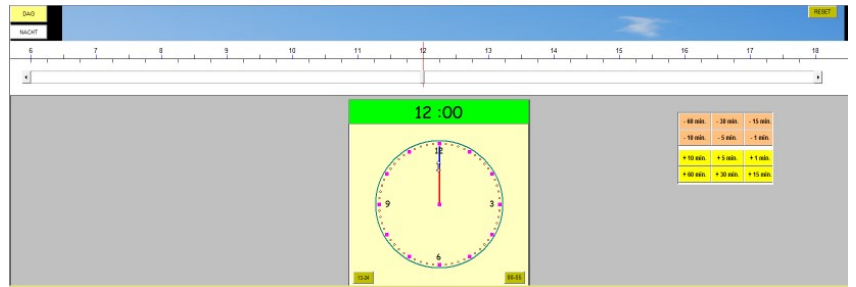 DAG
RESET
NACHT
6 7 8 9 10 11 12 13 14 15 16 17 18
12 :00
- 60 min. - 30 min. - 15 min.
- 10 min. - 5 min. - 1 min.
+ 10 min. + 5 min. + 1 min.
+ 60 min. + 30 min. + 15 min.
12
9 3
6
13-24 00-55